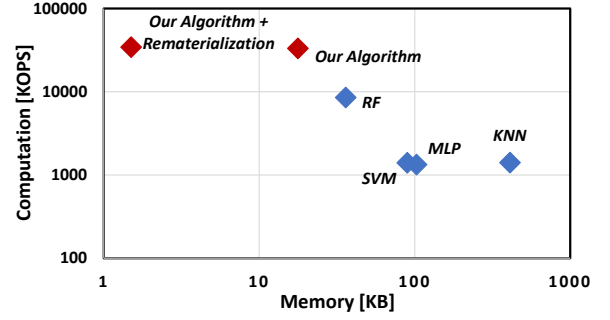 100000
10000
1000
100
Computation [KOPS]
Our Algorithm +
Rematerialization
Our Algorithm
RF
SVM
MLP
KNN
1
10
100
1000
Memory [KB]